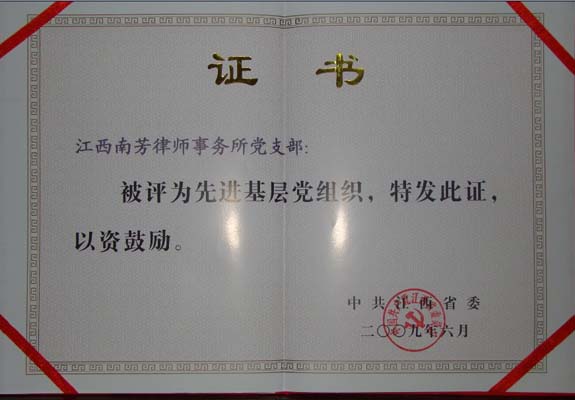 证 书
江西南芳律师事务所党支部：
被评为先进基层党组织，特发此证，
以资鼓励。
中共江西省委
二〇〇九年六月